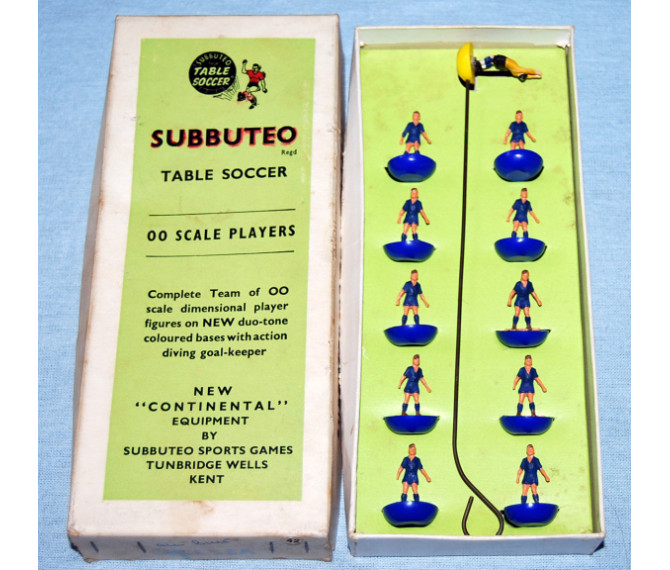 SUBBUTEO
TABLE
SOCCER
SUBBUTEO
Regd
TABLE SOCCER
OO SCALE PLAYERS
Complete Team of OO
scale dimensional player
figures on NEW duo-tone
coloured bases with action
diving goal-keeper
NEW
"CONTINENTAL"
EQUIPMENT
BY
SUBBUTEO SPORTS GAMES
TUNBRIDGE WELLS
KENT
42